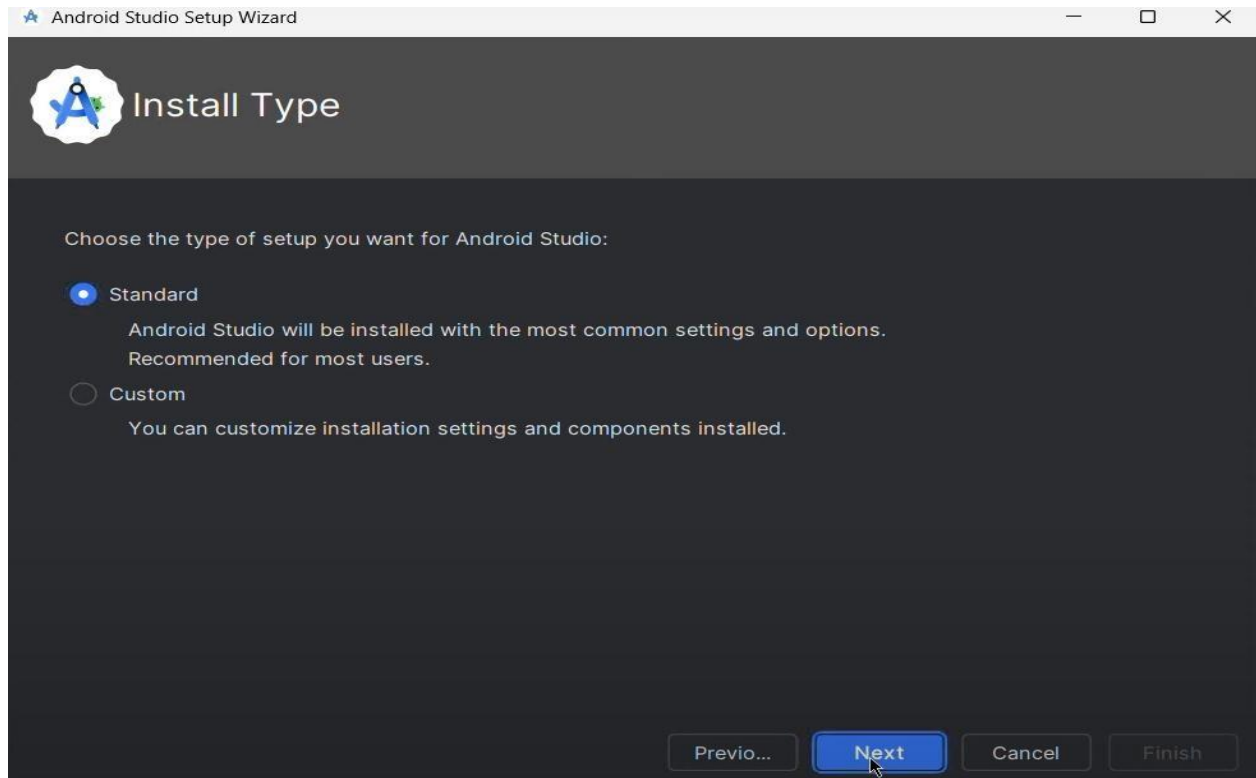 Android Studio Setup Wizard
Install Type
Choose the type of setup you want for Android Studio:
Standard
Android Studio will be installed with the most common settings and options.
Recommended for most users.
Custom
You can customize installation settings and components installed.
Previo... Next Cancel Finish